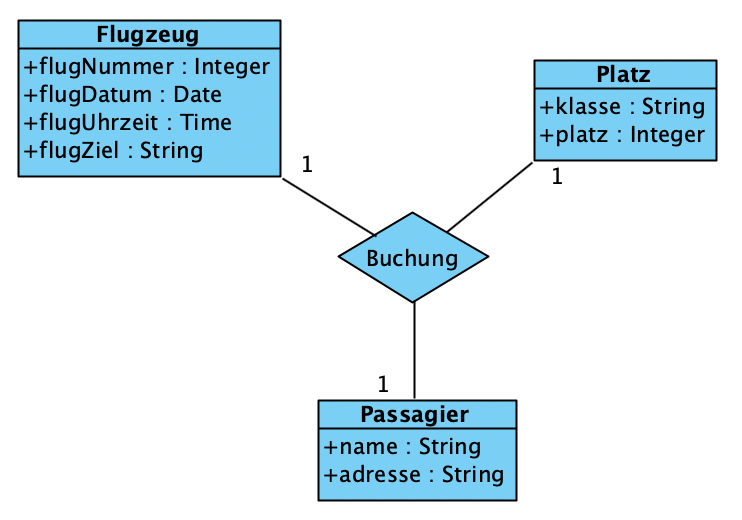 Flugzeug
+flugNummer : Integer
+flugDatum : Date
+flugUhrzeit : Time
+flugZiel : String
1
Platz
+klasse : String
+platz : Integer
1
Buchung
1
Passagier
+name : String
+adresse : String